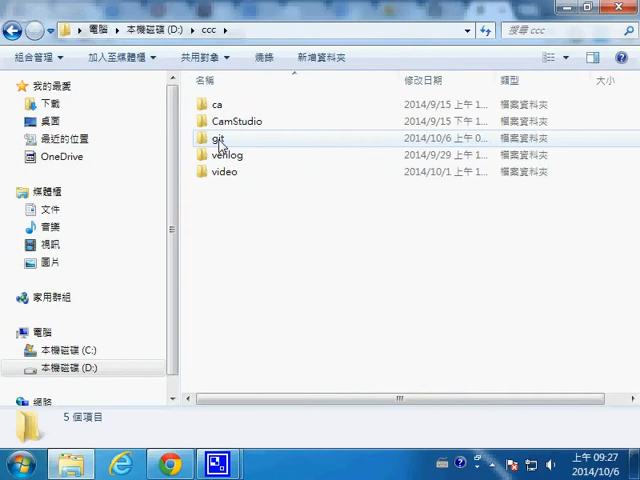 電腦 ▸ 本機磁碟 (D:) ▸ ccc ▸
搜尋 ccc
組合管理 加入至媒體櫃 共用對象 燒錄 新增資料夾
名稱 修改日期 類型 大小
ca 2014/9/15 上午 1... 檔案資料夾
CamStudio 2014/9/15 下午 1... 檔案資料夾
git 2014/10/6 上午 0... 檔案資料夾
verilog 2014/9/29 上午 1... 檔案資料夾
video 2014/10/1 上午 1... 檔案資料夾
我的最愛
下載
桌面
最近的位置
OneDrive
媒體櫃
文件
音樂
視訊
圖片
家用群組
電腦
本機磁碟 (C:)
本機磁碟 (D:)
網路
5 個項目
上午 09:27
2014/10/6